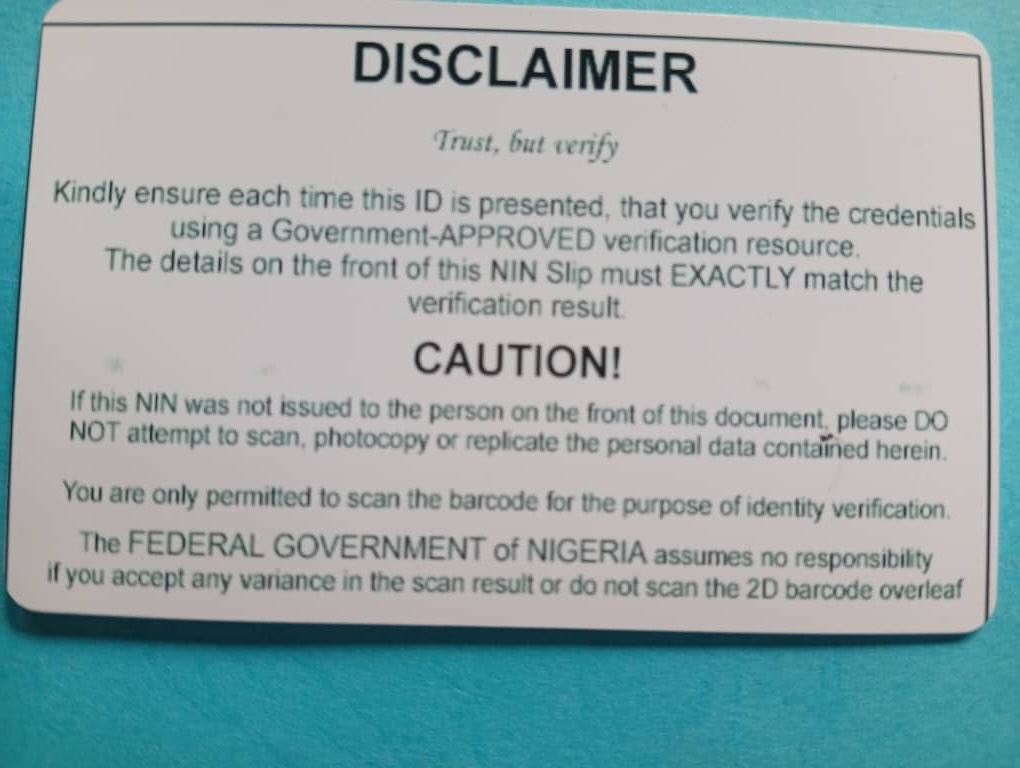 DISCLAIMER
Trust, but verify
Kindly ensure each time this ID is presented, that you verify the credentials
using a Government-APPROVED verification resource.
The details on the front of this NIN Slip must EXACTLY match the
verification result.
CAUTION!
If this NIN was not issued to the person on the front of this document, please DO
NOT attempt to scan, photocopy or replicate the personal data contained herein.
You are only permitted to scan the barcode for the purpose of identity verification.
The FEDERAL GOVERNMENT of NIGERIA assumes no responsibility
if you accept any variance in the scan result or do not scan the 2D barcode overleaf